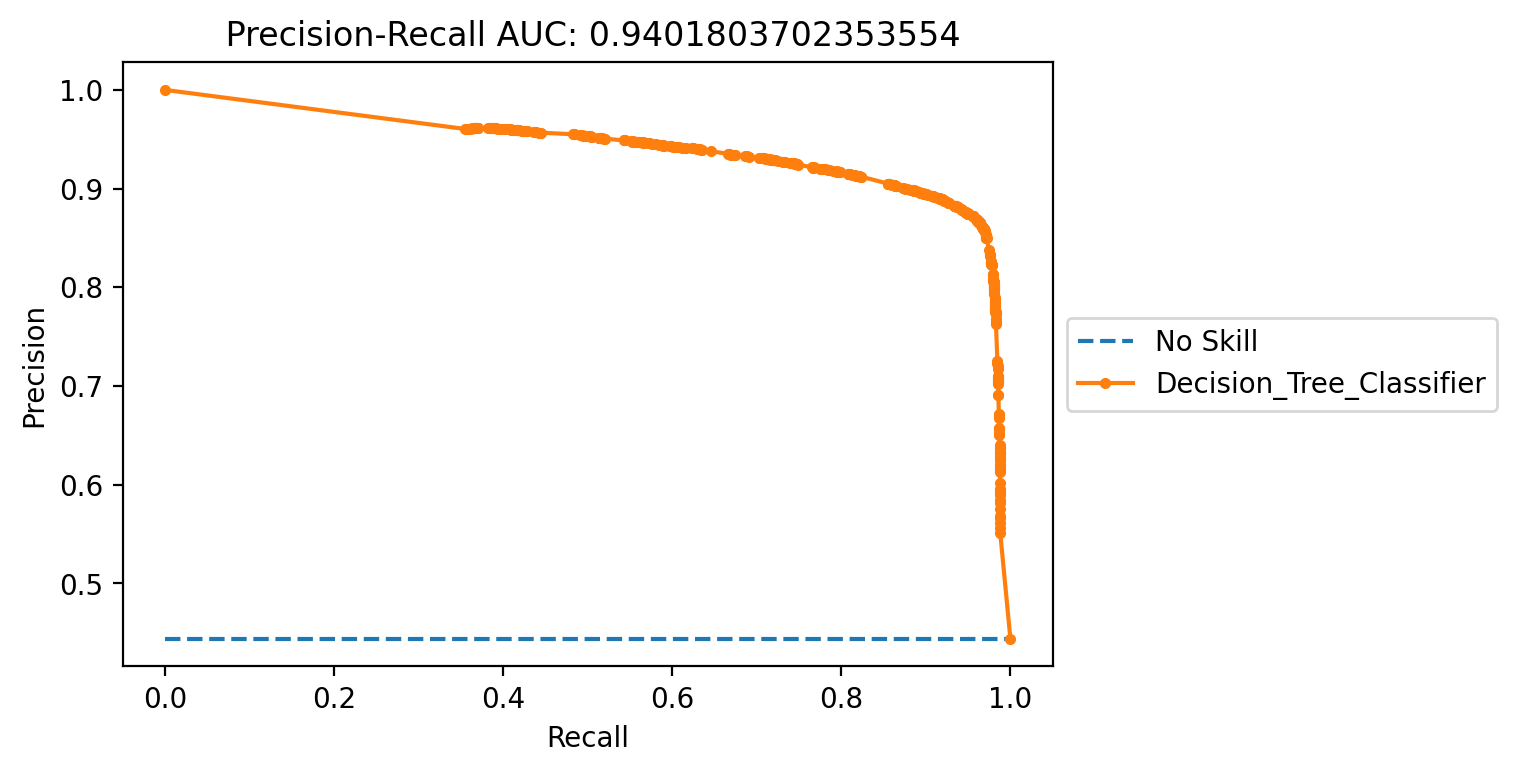 Precision-Recall AUC: 0.9401803702353554
1.0
0.9
0.8
0.7
0.6
0.5
Precision
0.0 0.2 0.4 0.6 0.8 1.0
Recall
No Skill
Decision_Tree_Classifier